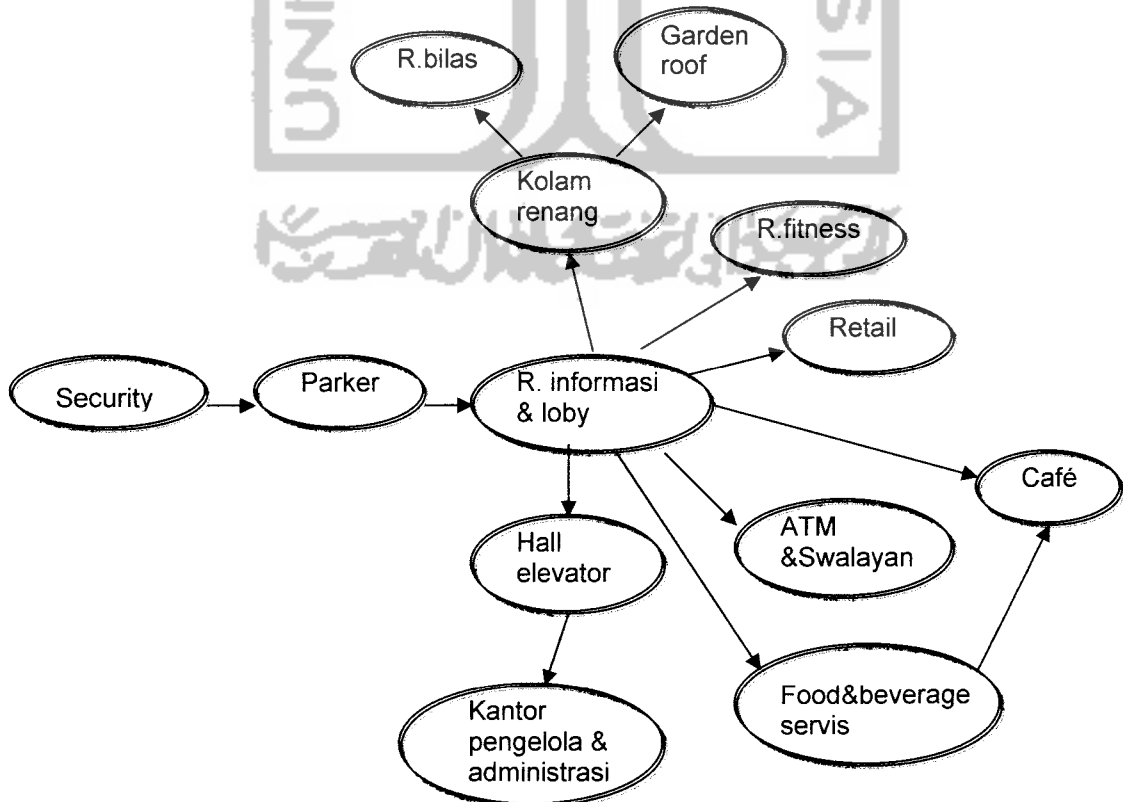 R.bilas
Garden
roof
Kolam
renang
R.fitness
Retail
Security
Parker
R. informasi
& loby
Café
Hall
elevator
ATM
&Swalayan
Kantor
pengelola &
administrasi
Food&beverage
servis